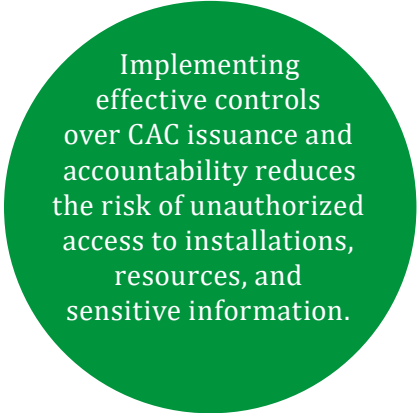 Implementing
effective controls
over CAC issuance and
accountability reduces
the risk of unauthorized
access to installations,
resources, and
sensitive information.